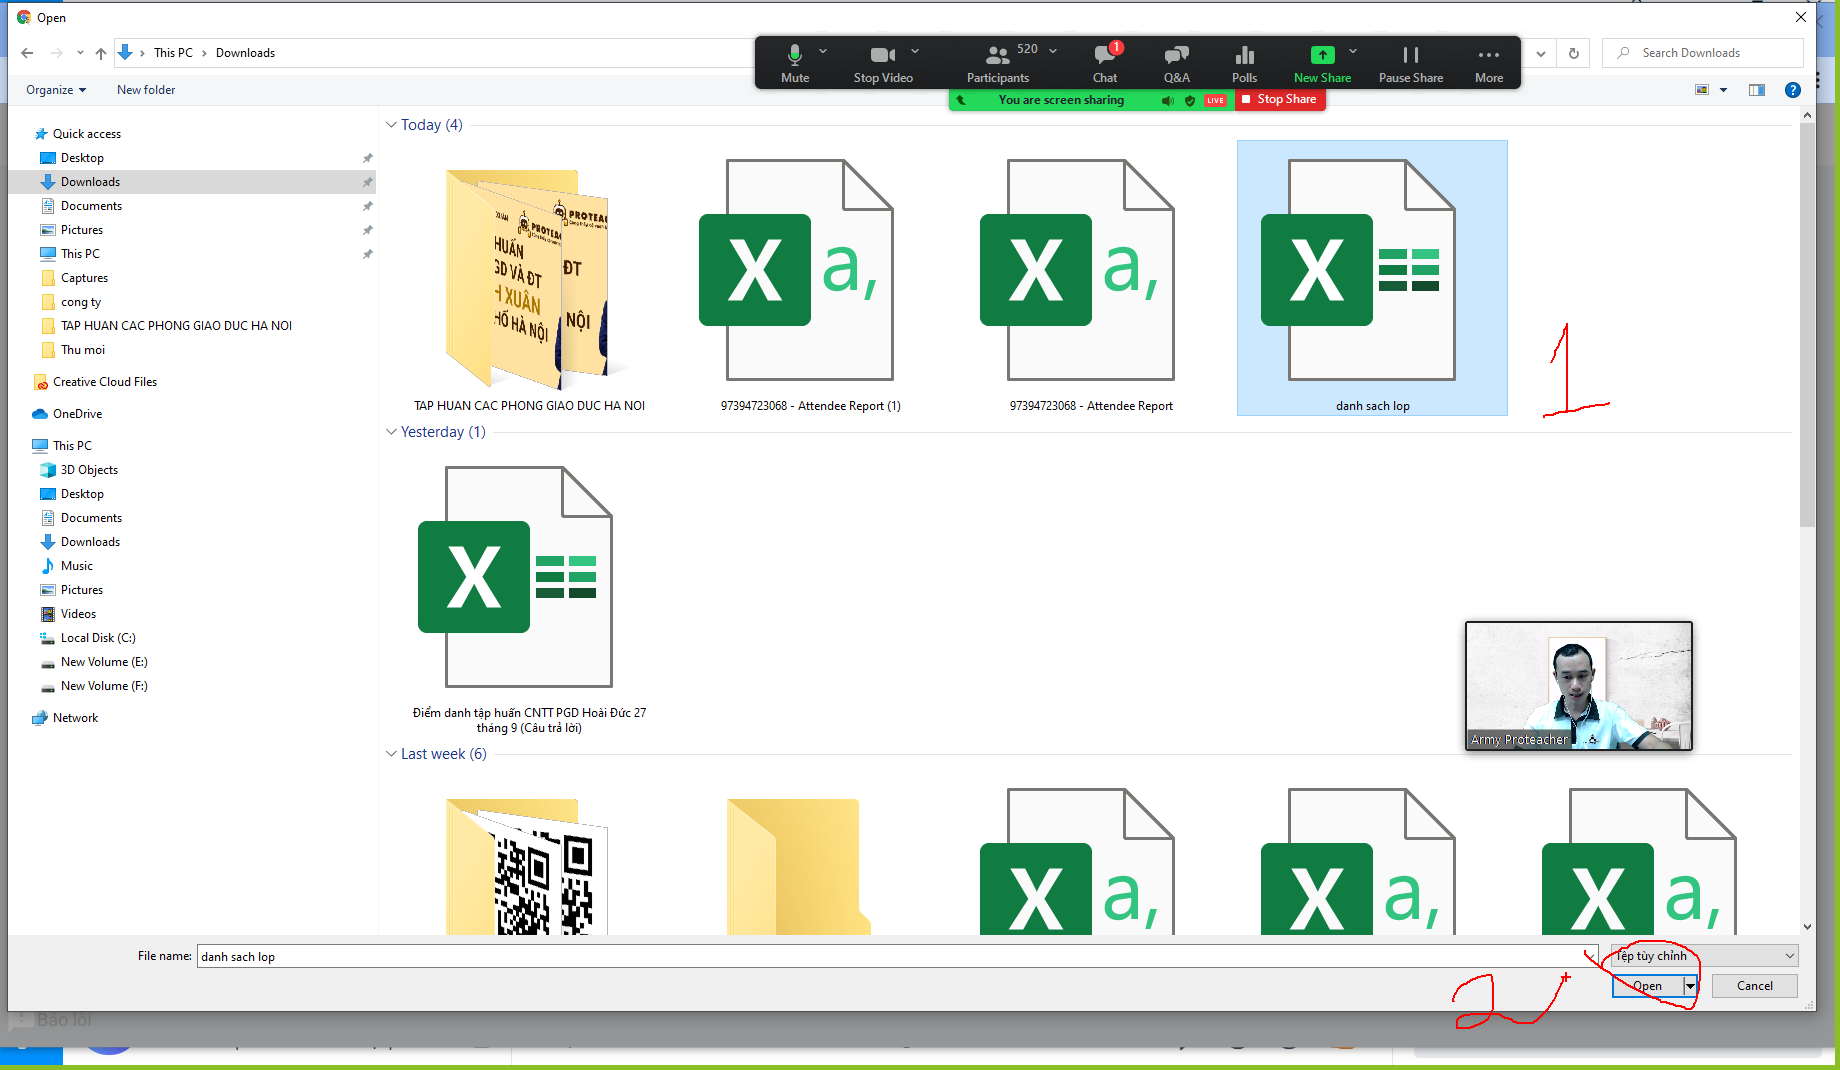 Open
This PC
Downloads
Mute
Stop Video
Participants
520
Chat
1
Q&A
Polls
New Share
Pause Share
More
You are screen sharing
LIVE
Stop Share
Search Downloads
Organize
New folder
Quick access
Desktop
Downloads
Documents
Pictures
This PC
Captures
cong ty
TAP HUAN CAC PHONG GIAO DUC HA NOI
Thu moi
Creative Cloud Files
OneDrive
This PC
3D Objects
Desktop
Documents
Downloads
Music
Pictures
Videos
Local Disk (C:)
New Volume (E:)
New Volume (F:)
Network
Today (4)
TAP HUAN CAC PHONG GIAO DUC HA NOI
97394723068 - Attendee Report (1)
97394723068 - Attendee Report
danh sach lop
1
Yesterday (1)
Điểm danh tập huấn CNTT PGD Hoài Đức 27
tháng 9 (Câu trả lời)
Army Proteacher
Last week (6)
File name:
danh sach lop
Tệp tùy chỉnh
2
Open
Cancel
Báo lỗi